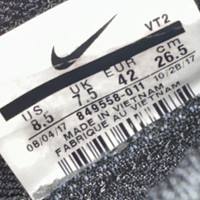 VT2
US UK EUR cm
8.5 7.5 42 26.5
08/04/17 849558-011 10/28/17
MADE IN VIETNAM
FABRIQUE AU VIETNAM